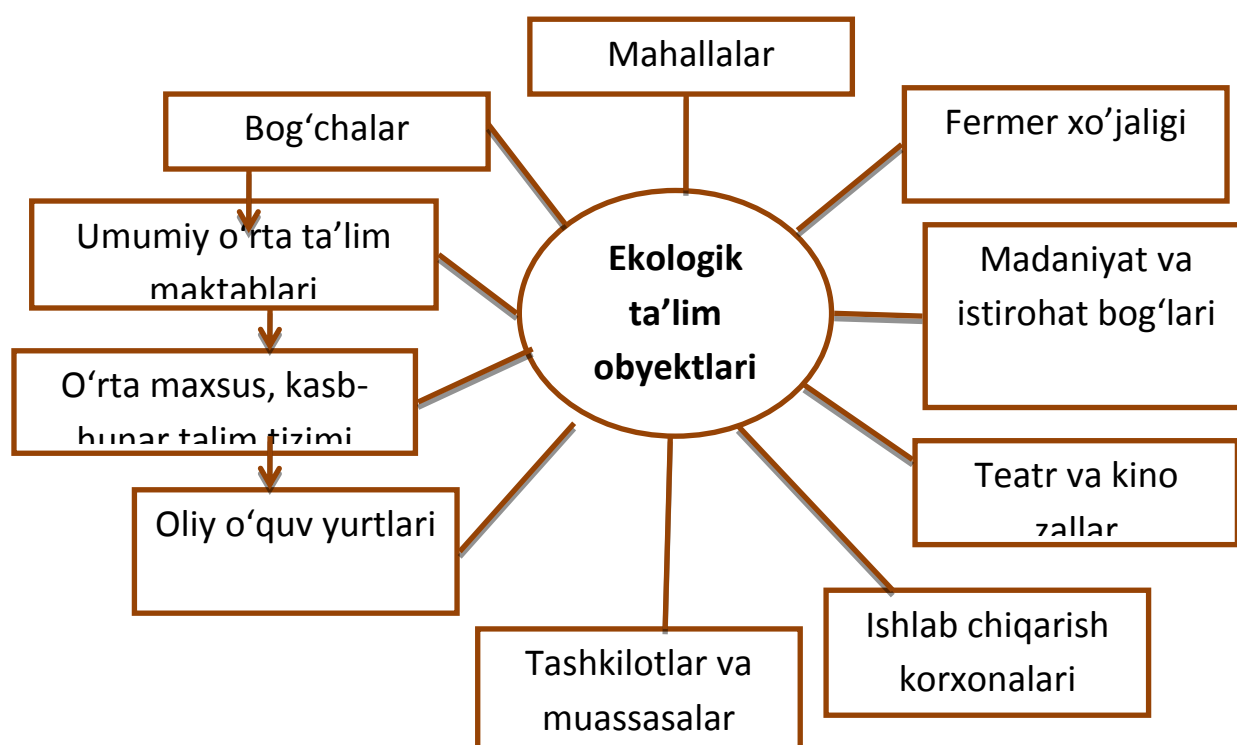 Mahallalar
Bog‘chalar
Fermer xo’jaligi
Umumiy o‘rta ta’lim
maktablari
Ekologik
ta’lim
obyektlari
Madaniyat va
istirohat bog‘lari
O‘rta maxsus, kasb-
hunar talim tizimi
Teatr va kino
zallar
Oliy o‘quv yurtlari
Ishlab chiqarish
korxonalari
Tashkilotlar va
muassasalar